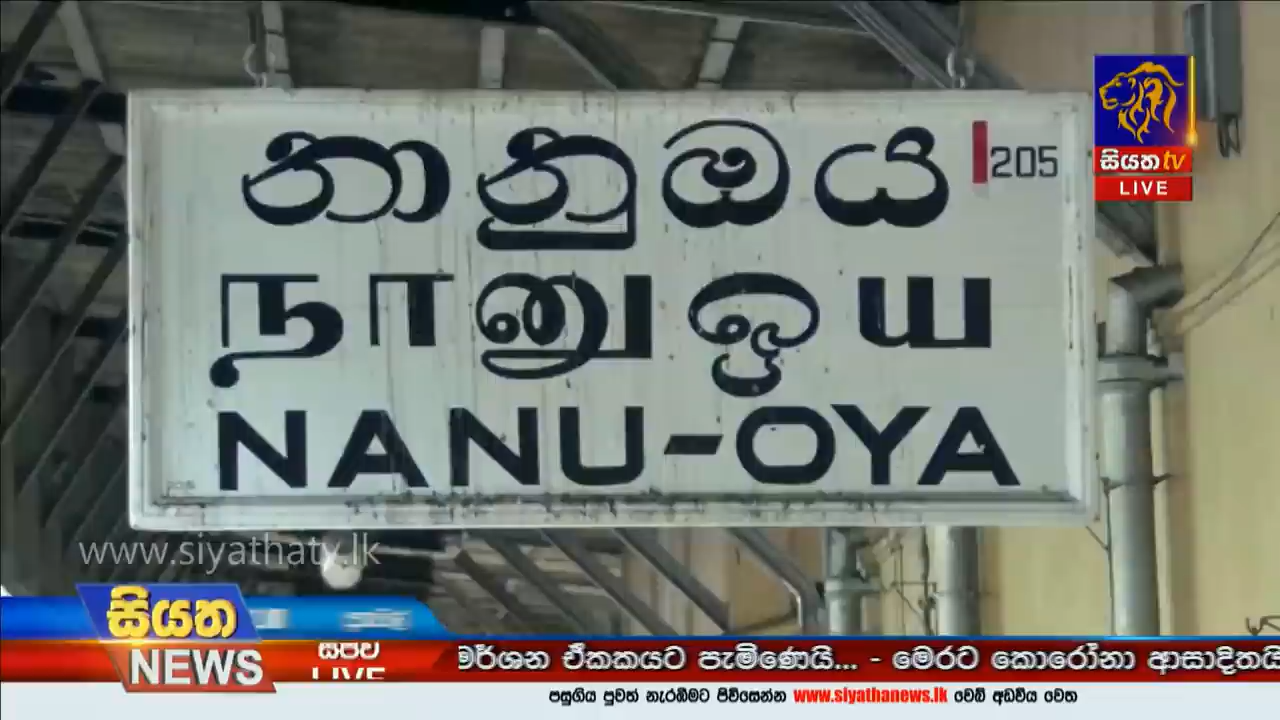 නානුඔය
205
நானுஓய
NANU-OYA
සියත tv
LIVE
www.siyathatv.lk
සියත
NEWS
සජීව
LIVE
මර්ශන ඒකකයට පැමිණෙයි... - මෙරට කොරෝනා ආසාදිතයි
පසුගිය පුවත් නැරඹීමට පිවිසෙන්න www.siyathanews.lk වෙබ් අඩවිය වෙත